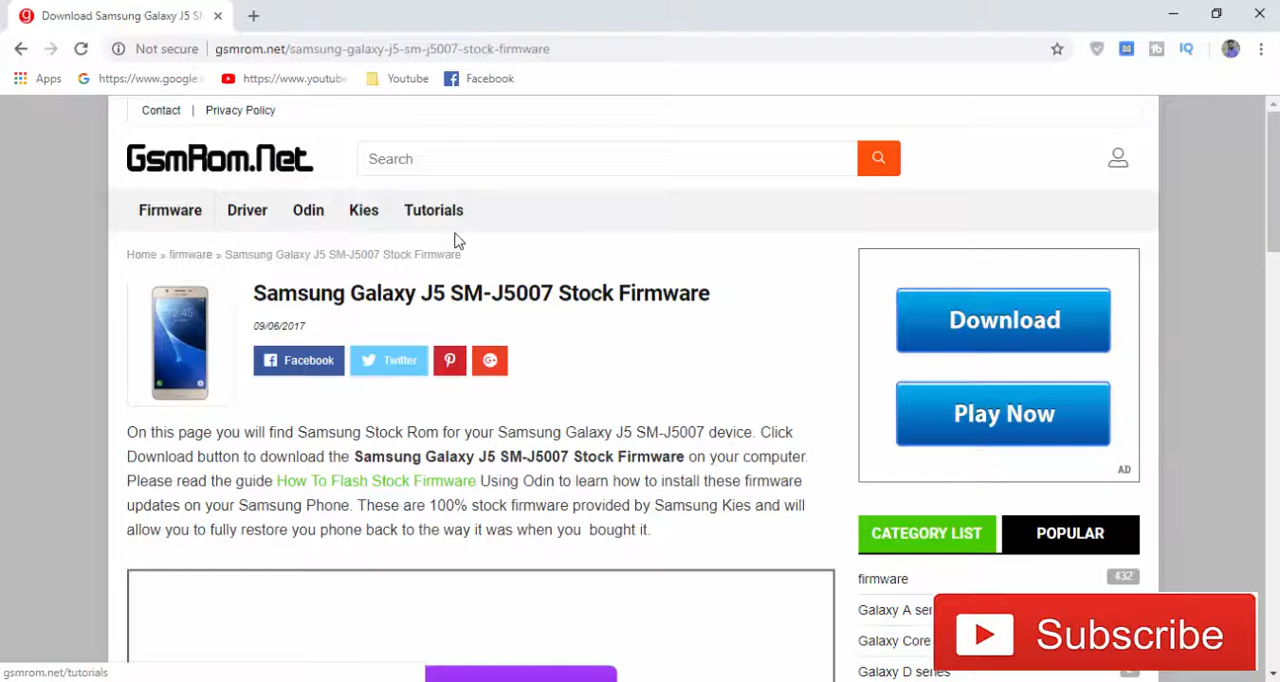 Download Samsung Galaxy J5 S
Not secure | gsmrom.net/samsung-galaxy-j5-sm-j5007-stock-firmware
Apps https://www.google. https://www.youtube Youtube Facebook
Contact | Privacy Policy
GsmRom.Net Search
Firmware Driver Odin Kies Tutorials
Home » firmware » Samsung Galaxy J5 SM-J5007 Stock Firmware
Samsung Galaxy J5 SM-J5007 Stock Firmware
09/06/2017
Facebook Twitter
On this page you will find Samsung Stock Rom for your Samsung Galaxy J5 SM-J5007 device. Click
Download button to download the Samsung Galaxy J5 SM-J5007 Stock Firmware on your computer.
Please read the guide How To Flash Stock Firmware Using Odin to learn how to install these firmware
updates on your Samsung Phone. These are 100% stock firmware provided by Samsung Kies and will
allow you to fully restore you phone back to the way it was when you bought it.
Download
Play Now
AD
CATEGORY LIST POPULAR
firmware 432
Galaxy A ser
Galaxy Core
Galaxy D series
Subscribe
gsmrom.net/tutorials